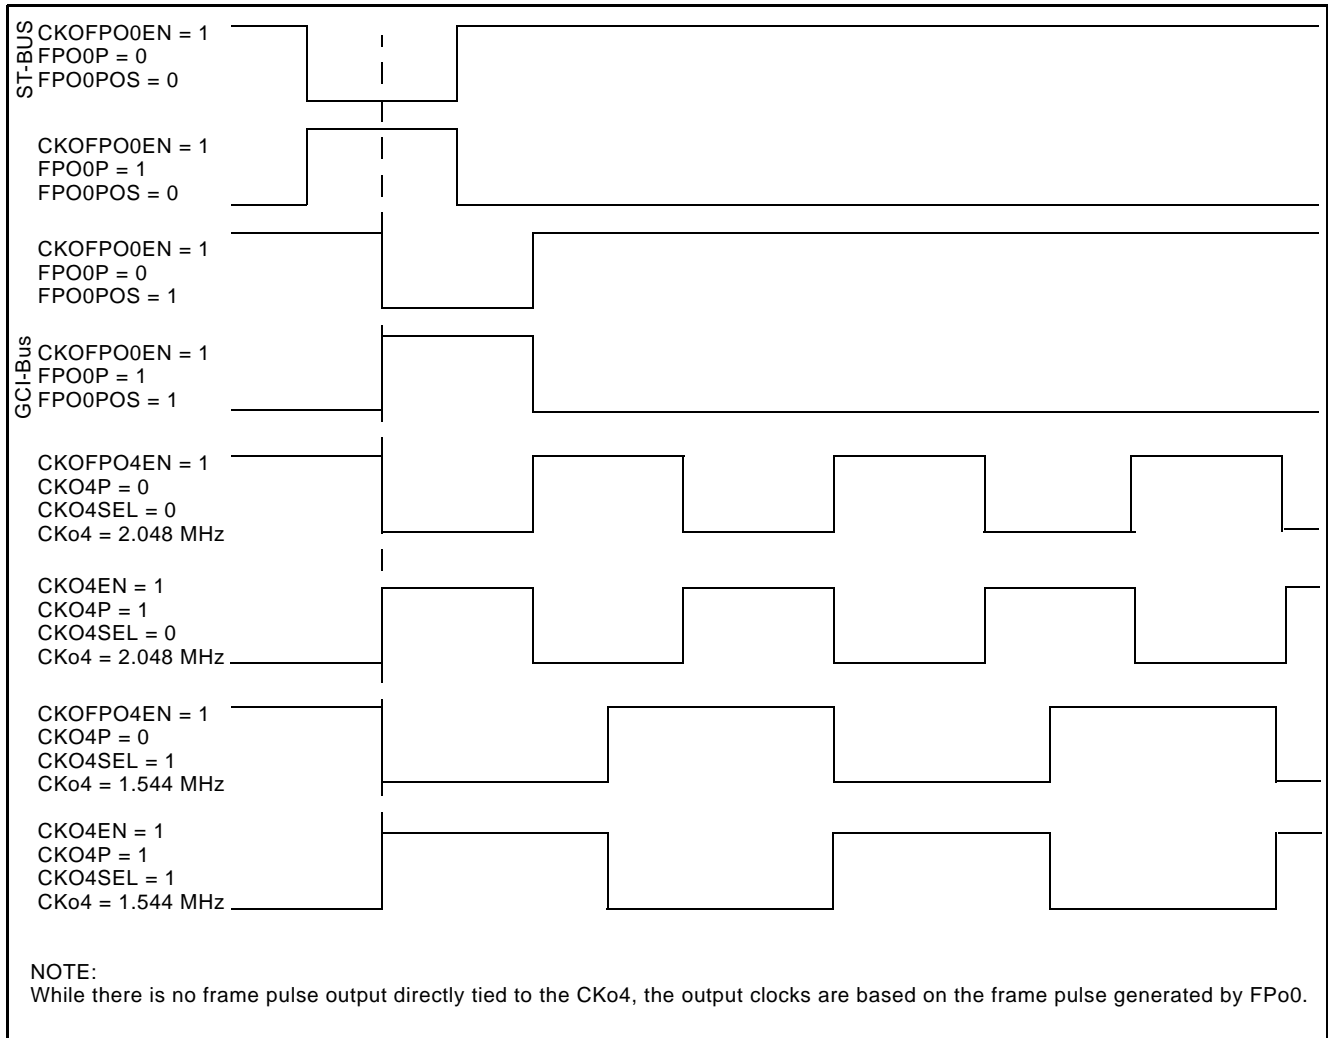 ST-BUS
CKOFPO0EN = 1
FPO0P = 0
FPO0POS = 0
CKOFPO0EN = 1
FPO0P = 1
FPO0POS = 0
CKOFPO0EN = 1
FPO0P = 0
FPO0POS = 1
GCI-Bus
CKOFPO0EN = 1
FPO0P = 1
FPO0POS = 1
CKOFPO4EN = 1
CKO4P = 0
CKO4SEL = 0
CKo4 = 2.048 MHz
CKO4EN = 1
CKO4P = 1
CKO4SEL = 0
CKo4 = 2.048 MHz
CKOFPO4EN = 1
CKO4P = 0
CKO4SEL = 1
CKo4 = 1.544 MHz
CKO4EN = 1
CKO4P = 1
CKO4SEL = 1
CKo4 = 1.544 MHz
NOTE:
While there is no frame pulse output directly tied to the CKo4, the output clocks are based on the frame pulse generated by FPo0.